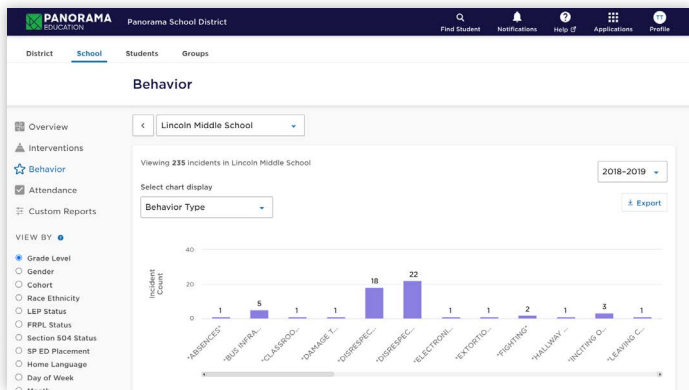 PANORAMA
EDUCATION
Panorama School District
Find Student
Notifications
Help
Applications
TT
Profile
District
School
Students
Groups
Behavior
Overview
Interventions
Behavior
Attendance
Custom Reports
VIEW BY
Grade Level
Gender
Cohort
Race Ethnicity
LEP Status
FRPL Status
Section 504 Status
SP ED Placement
Home Language
Day of Week
Lincoln Middle School
Viewing 235 incidents in Lincoln Middle School
2018–2019
Select chart display
Behavior Type
Export
Incident
Count
40
20
0
1
5
1
1
18
22
1
1
2
1
3
1
"ABSENCES"
"BUS INFRA...
"CLASSROO...
"DAMAGE T...
"DISRESPEC...
"DISRESPEC...
"ELECTRONI...
"EXTORTIO...
"FIGHTING"
"HALLWAY ...
"INCITING O...
"LEAVING C...